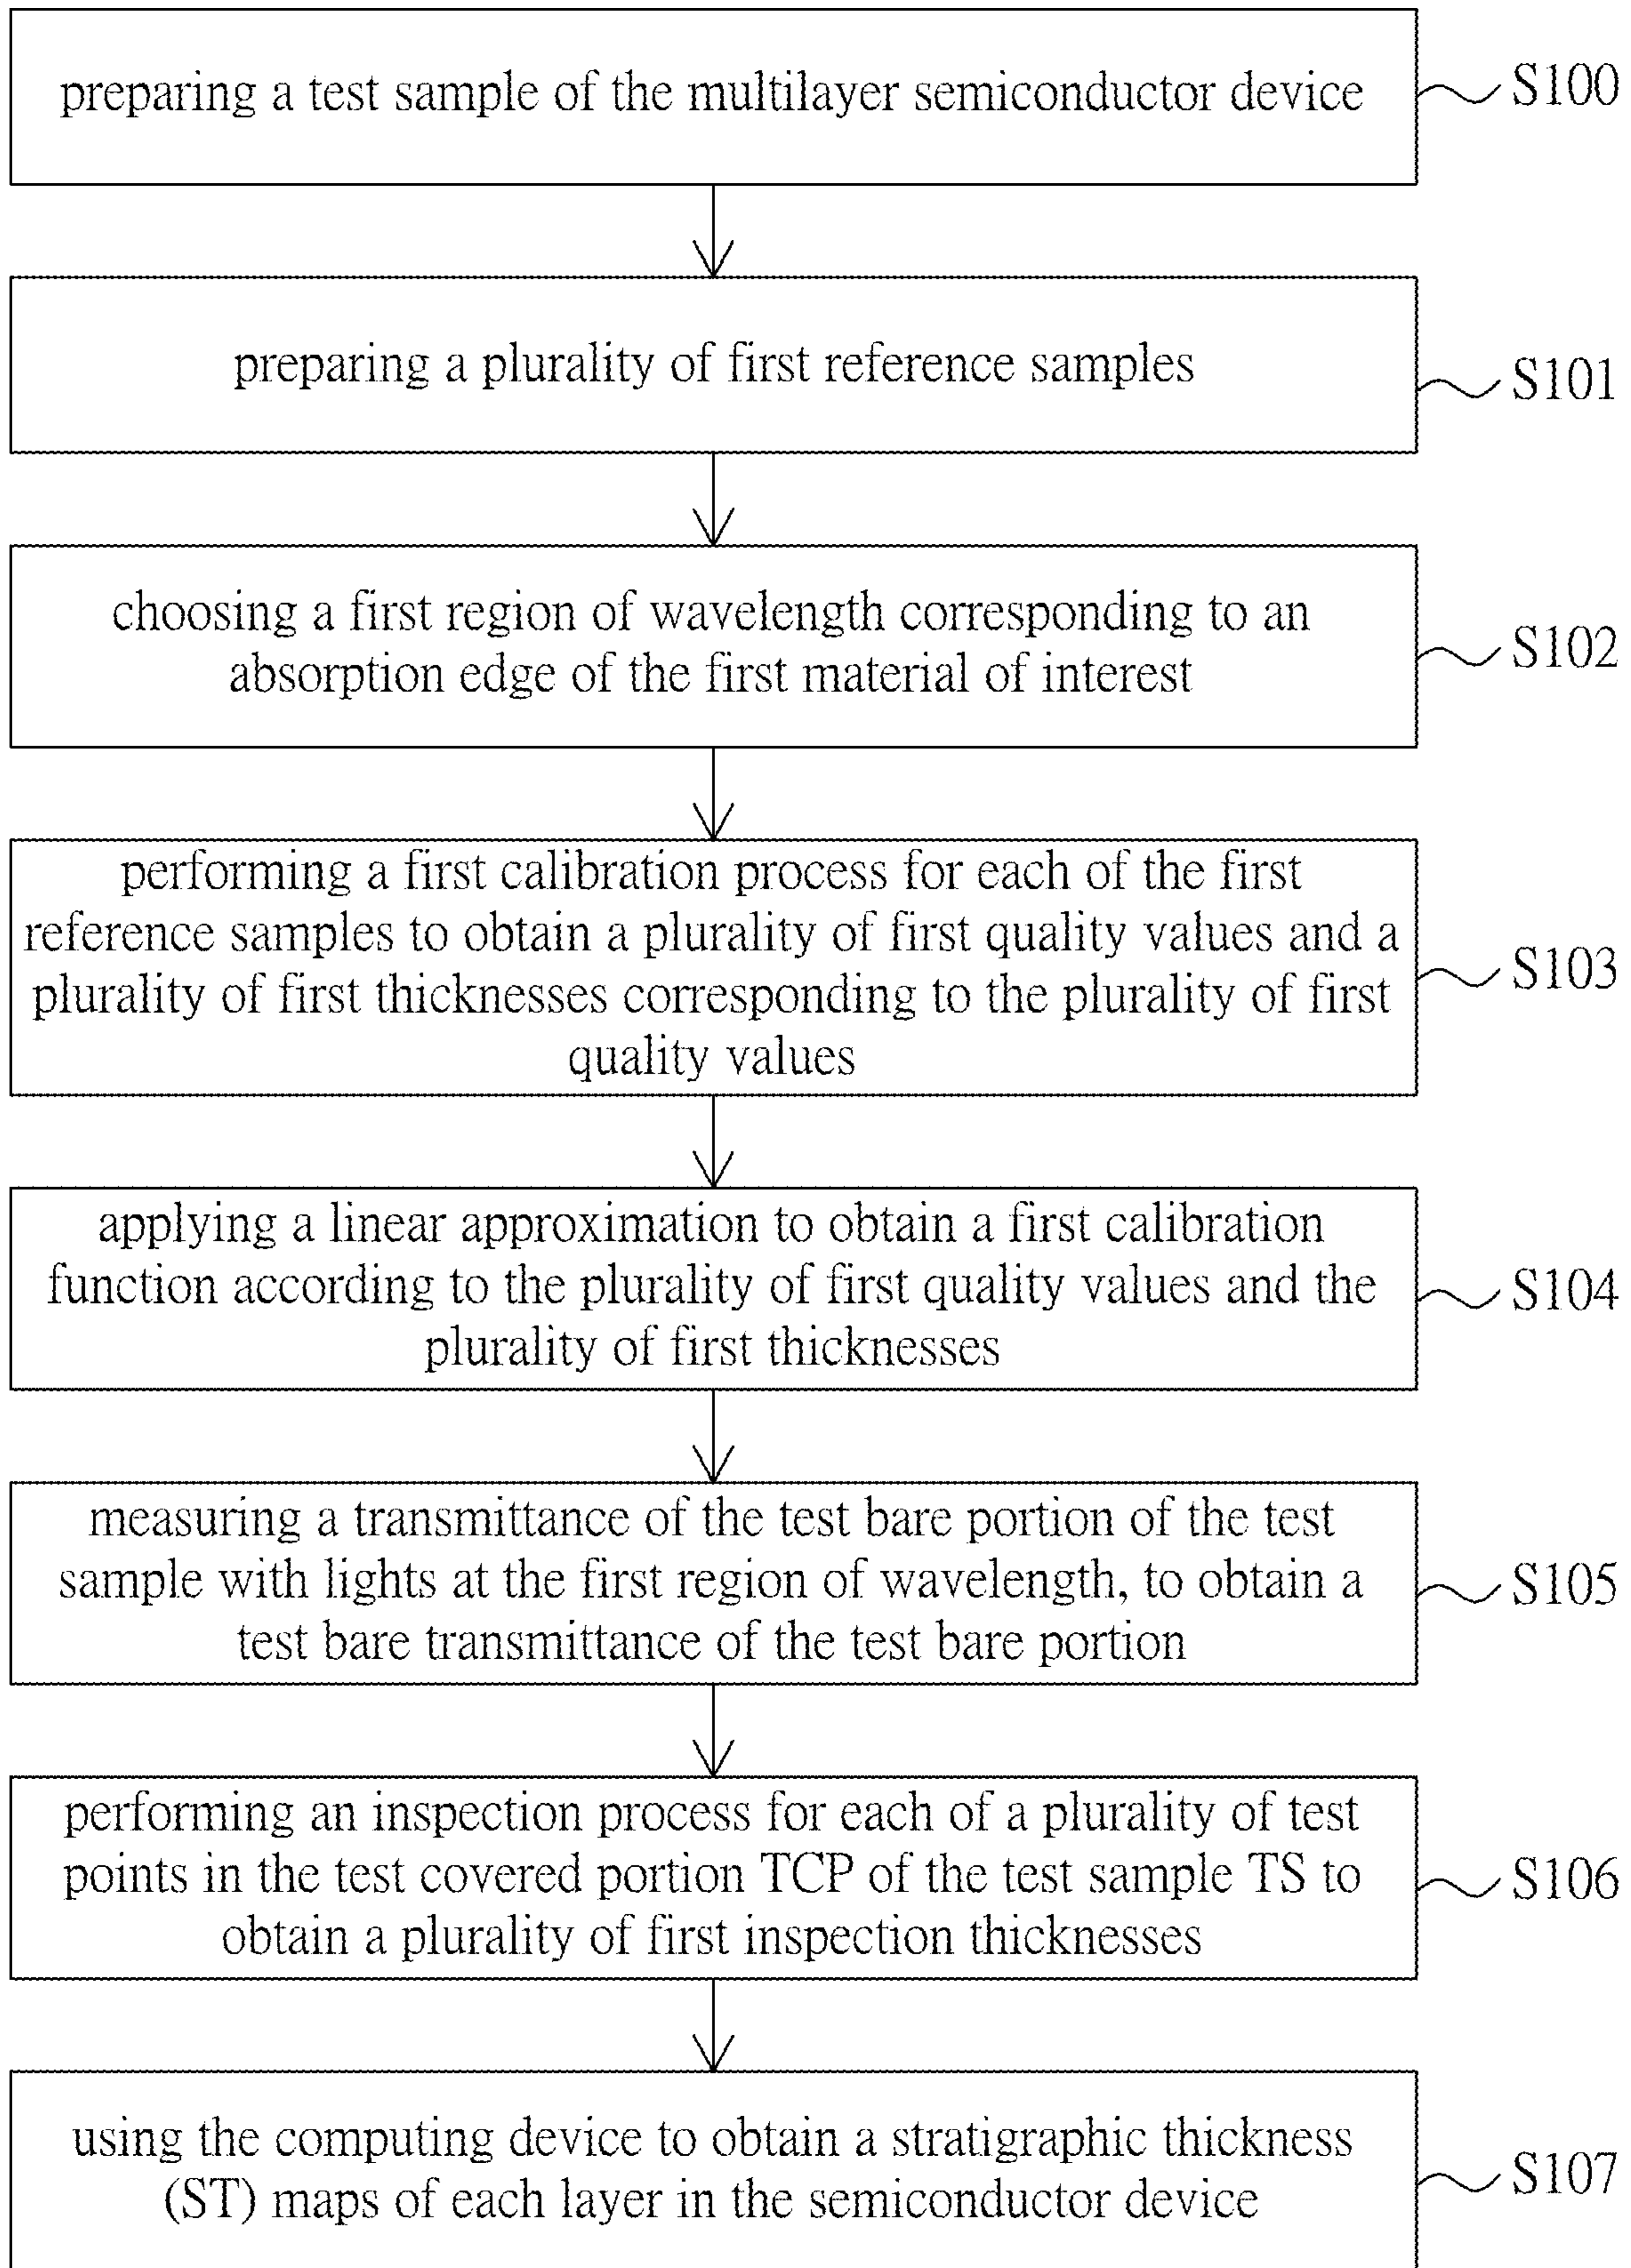 preparing a test sample of the multilayer semiconductor device
S100
preparing a plurality of first reference samples
S101
choosing a first region of wavelength corresponding to an
absorption edge of the first material of interest
S102
performing a first calibration process for each of the first
reference samples to obtain a plurality of first quality values and a
plurality of first thicknesses corresponding to the plurality of first
quality values
S103
applying a linear approximation to obtain a first calibration
function according to the plurality of first quality values and the
plurality of first thicknesses
S104
measuring a transmittance of the test bare portion of the test
sample with lights at the first region of wavelength, to obtain a
test bare transmittance of the test bare portion
S105
performing an inspection process for each of a plurality of test
points in the test covered portion TCP of the test sample TS to
obtain a plurality of first inspection thicknesses
S106
using the computing device to obtain a stratigraphic thickness
(ST) maps of each layer in the semiconductor device
S107